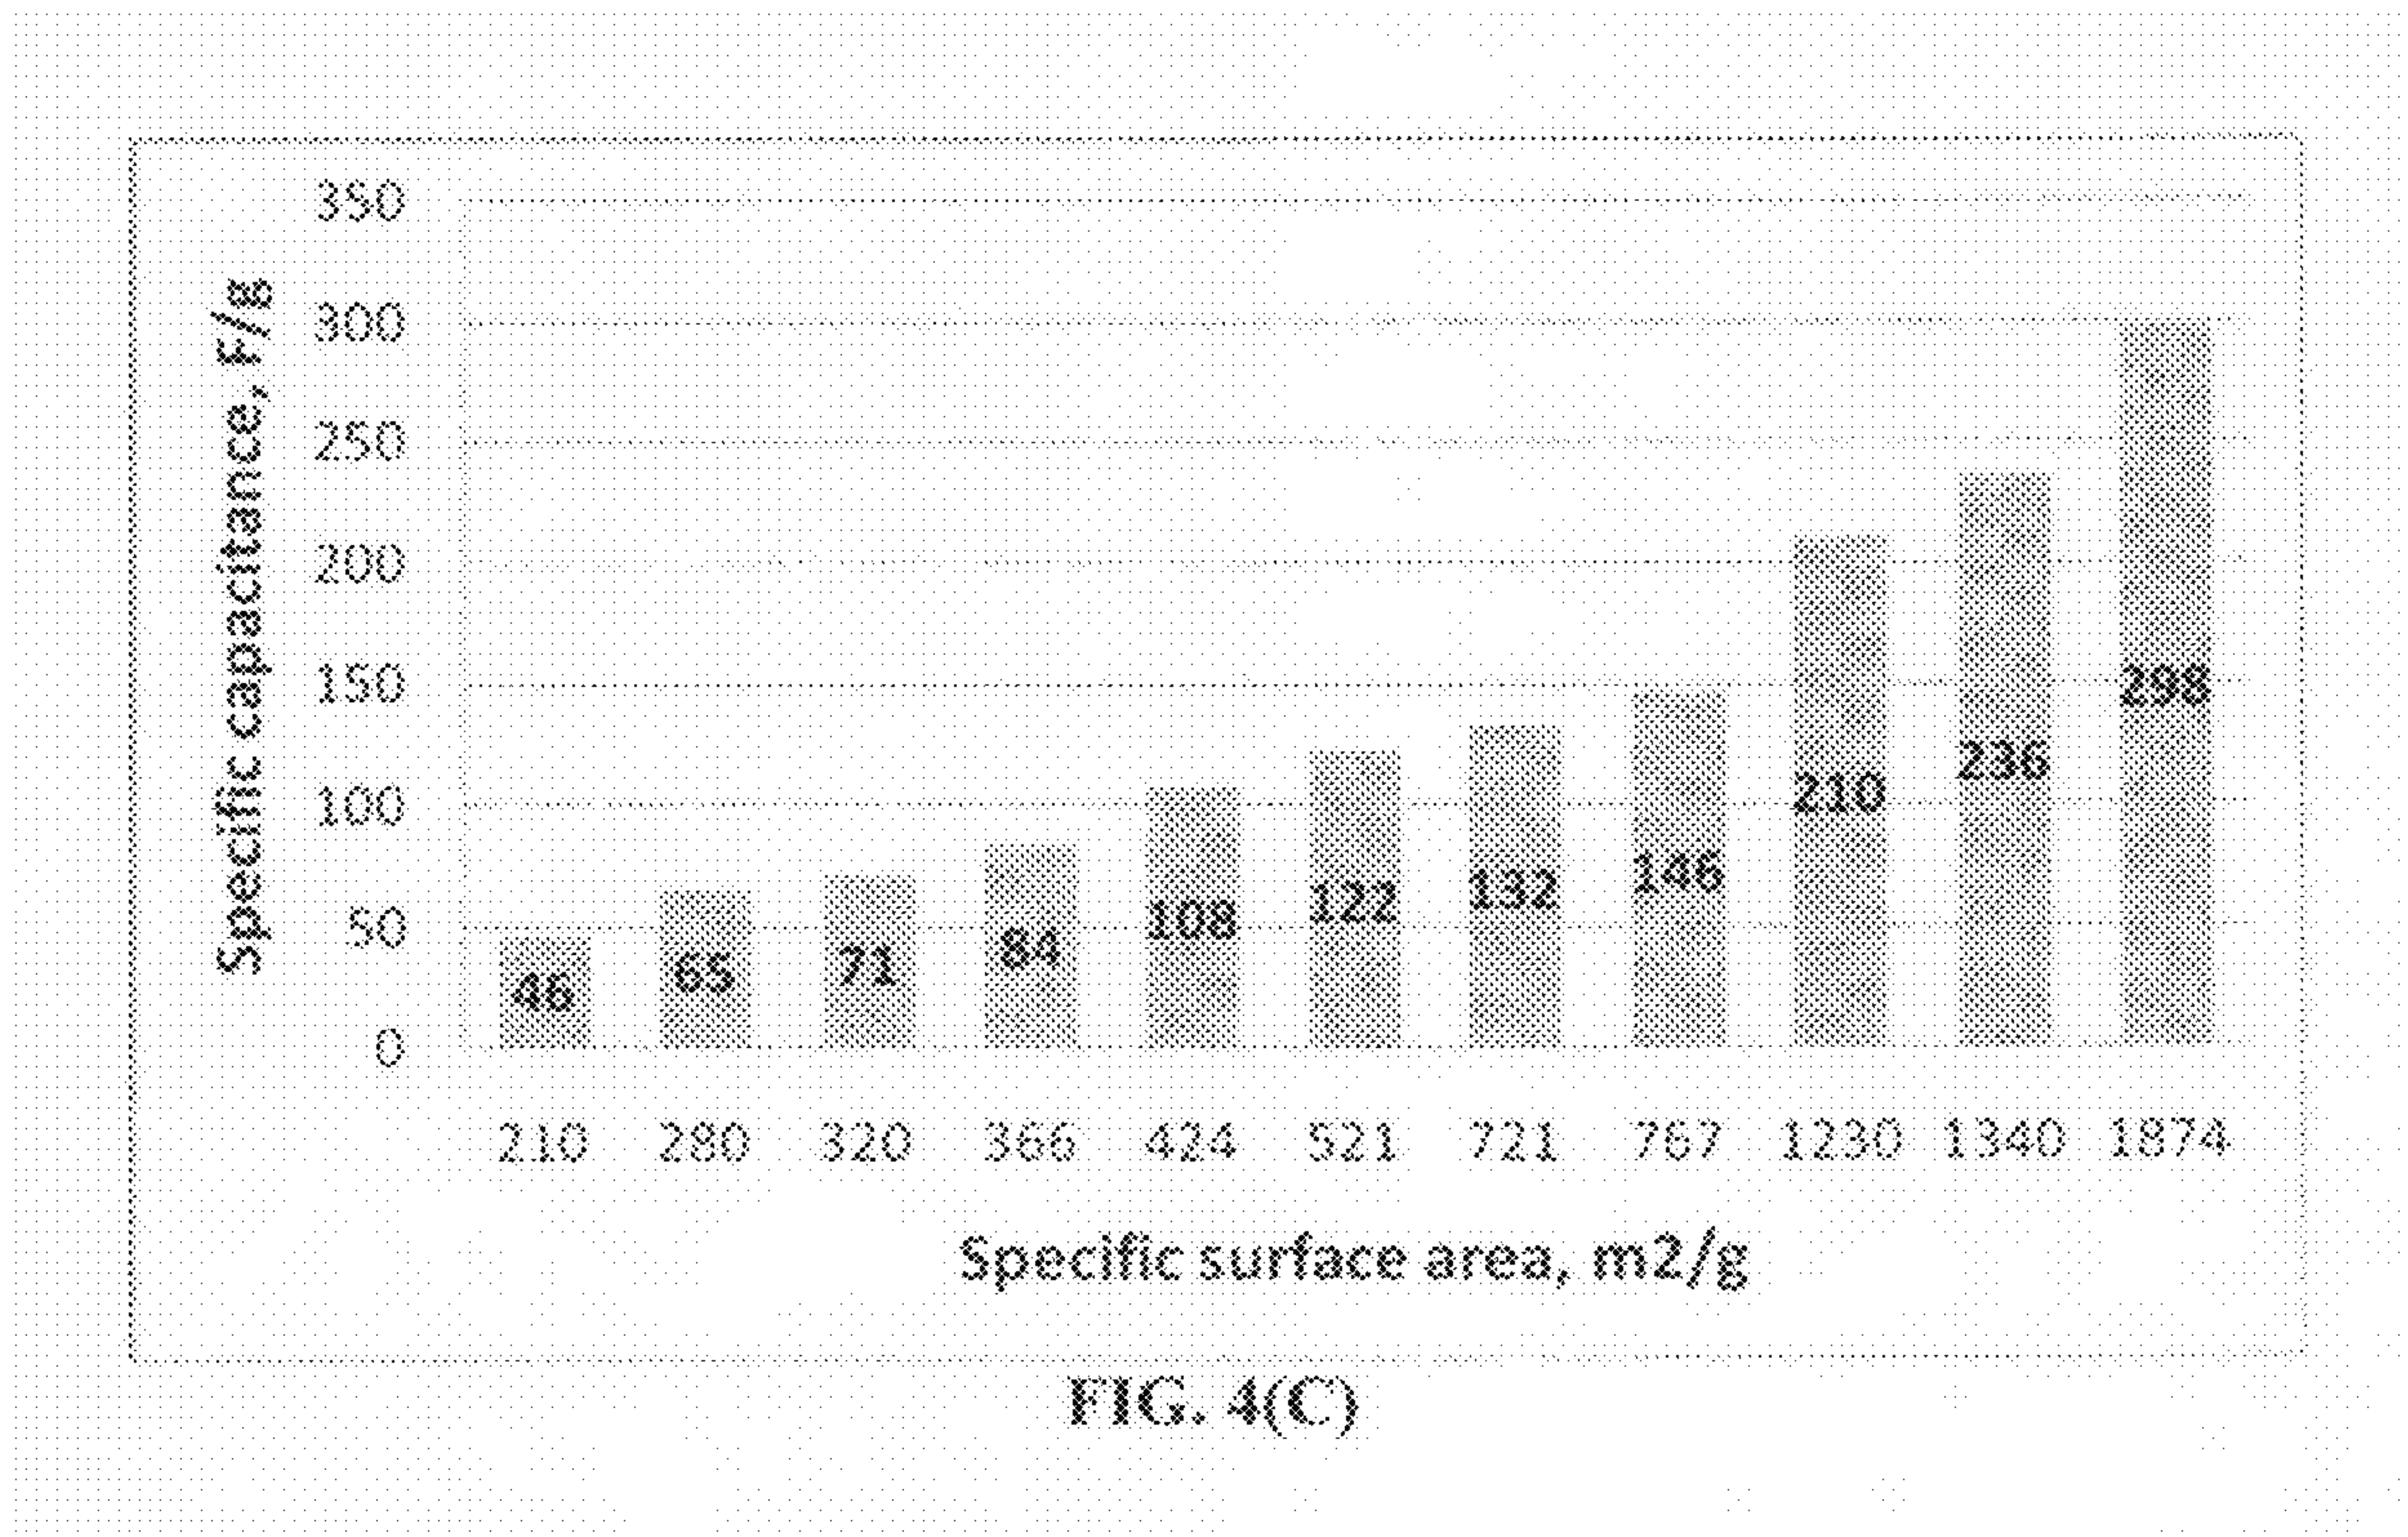 Specific capacitance, F/g
350
300
250
200
150
100
50
0
46 65 71 84 108 122 132 146 210 236 298
210 280 320 366 424 521 721 767 1230 1340 1874
Specific surface area, m2/g
FIG. 4(C)